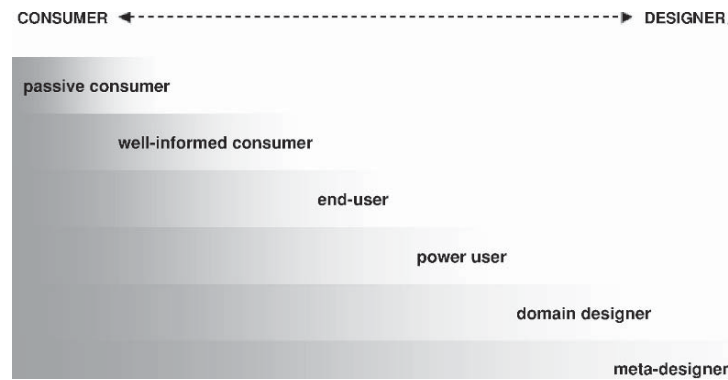 CONSUMER DESIGNER
passive consumer
well-informed consumer
end-user
power user
domain designer
meta-designer